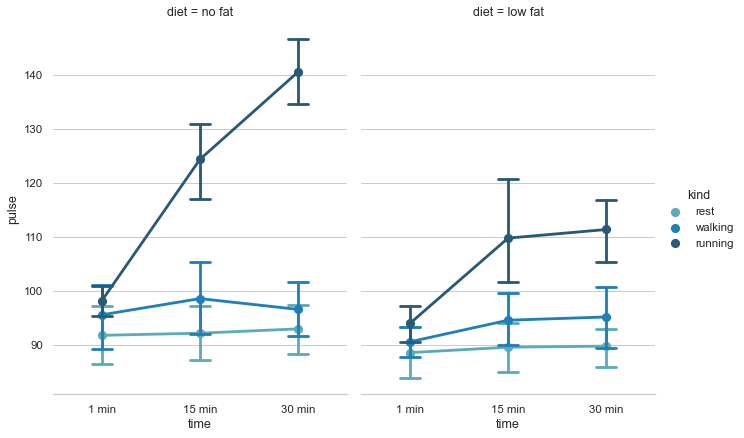 diet = no fat
diet = low fat
140
130
120
110
100
90
pulse
1 min
15 min
30 min
time
1 min
15 min
30 min
time
kind
rest
walking
running